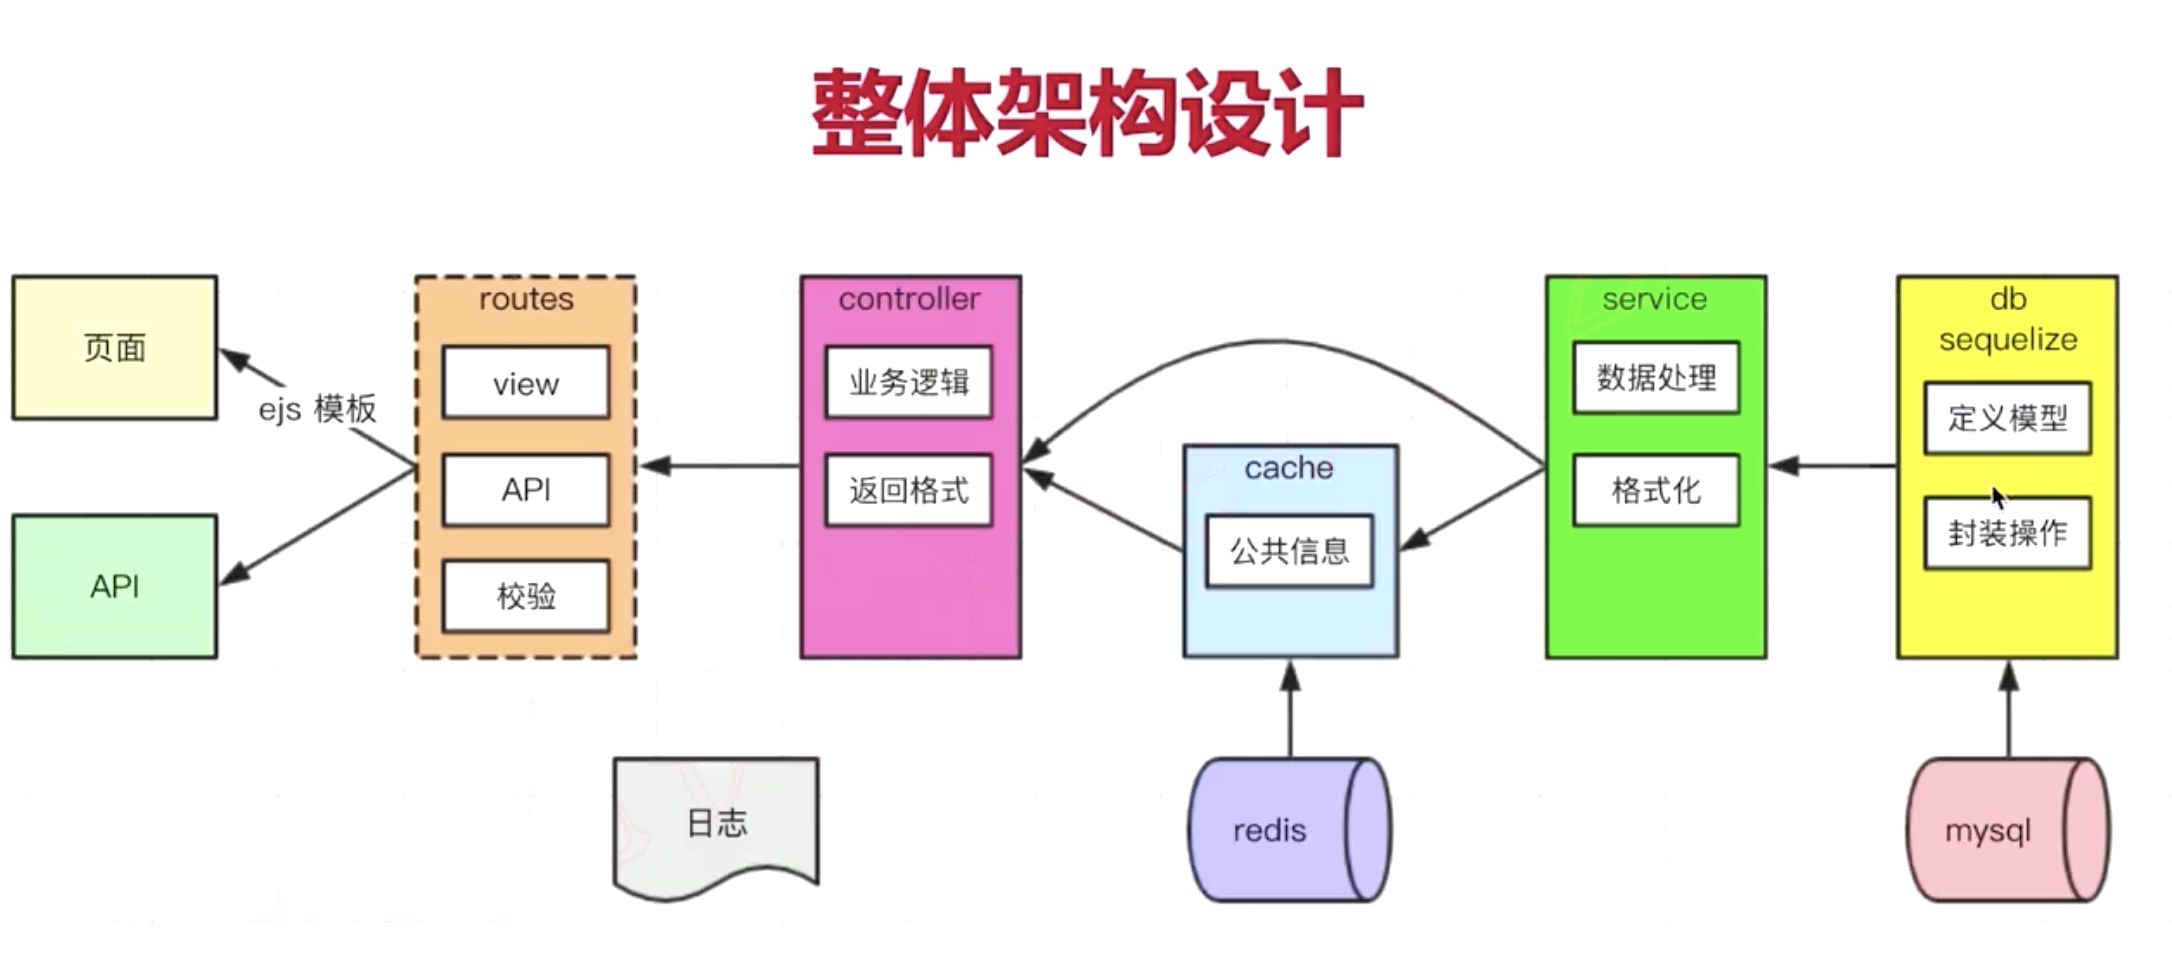 整体架构设计
页面
ejs 模板
API
routes
view
API
校验
controller
业务逻辑
返回格式
cache
公共信息
service
数据处理
格式化
db
sequelize
定义模型
封装操作
日志
redis
mysql